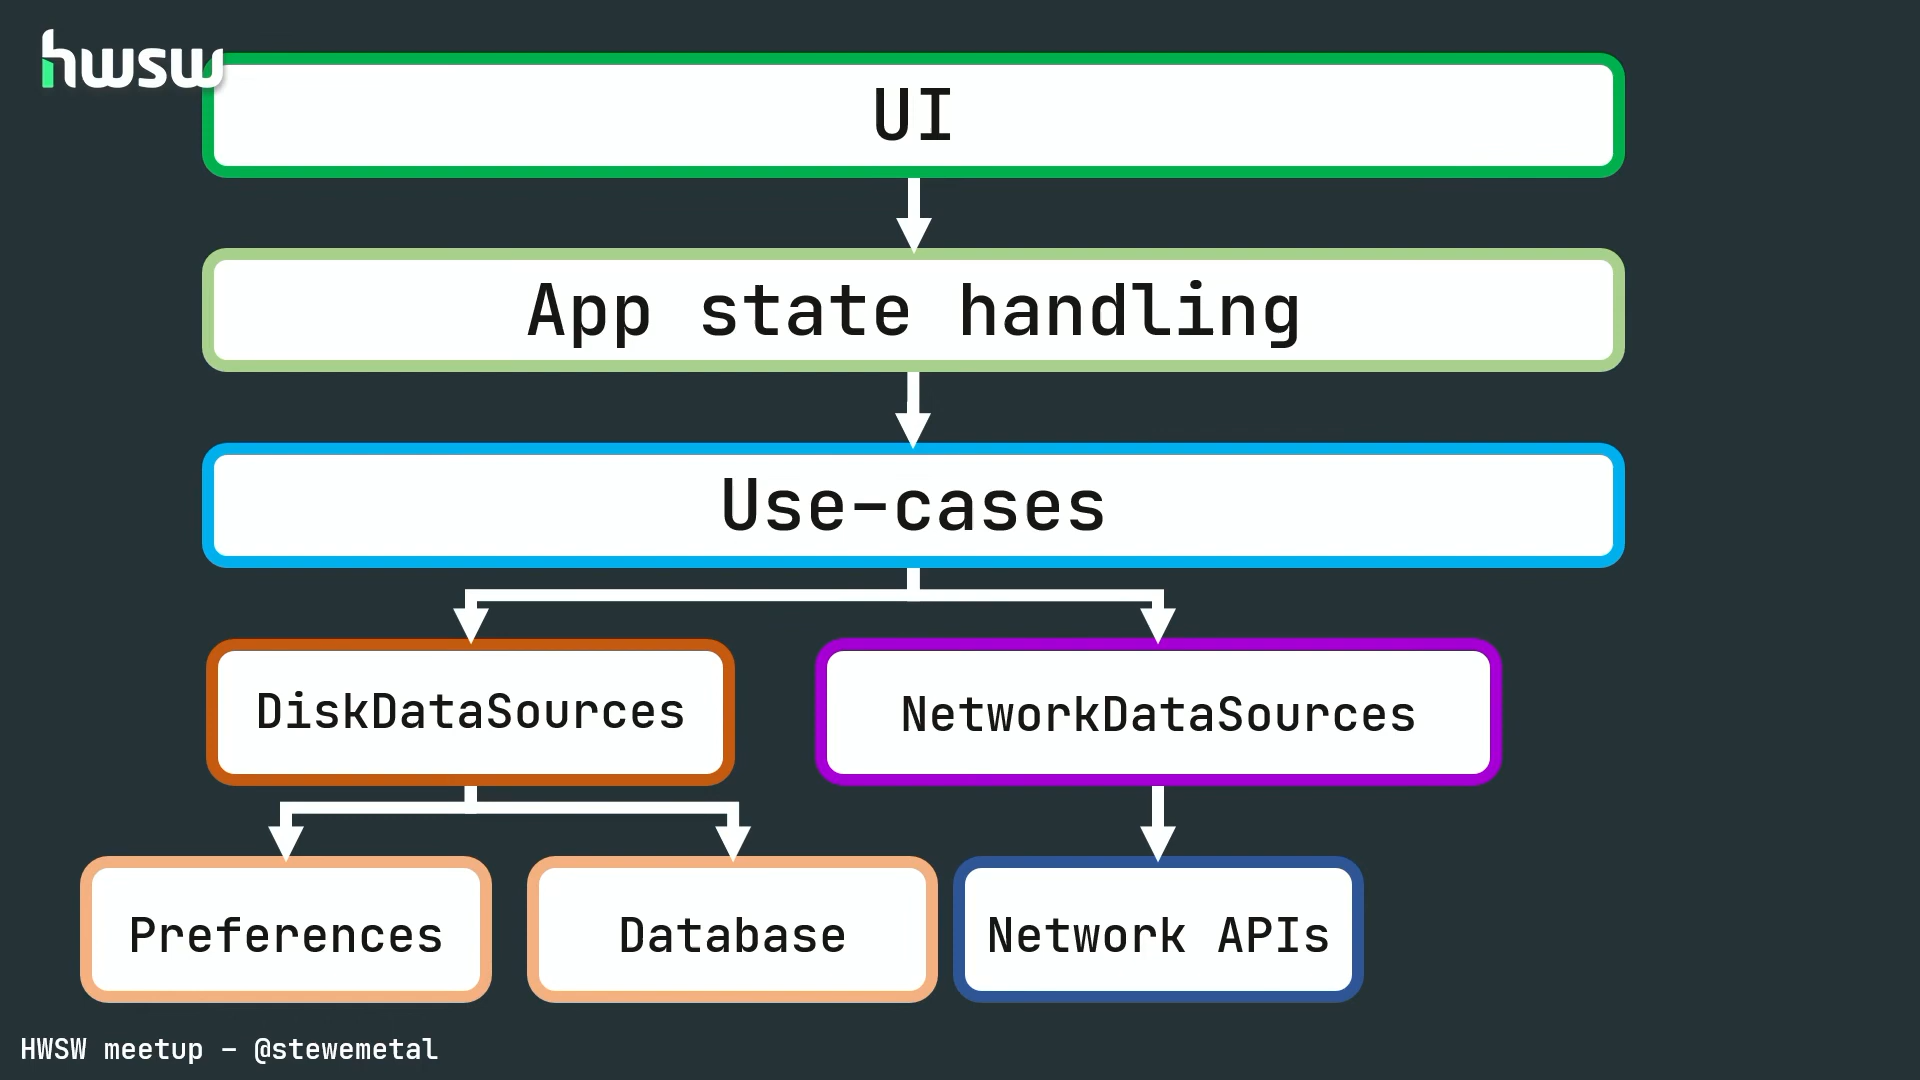 hwsw
UI
App state handling
Use-cases
DiskDataSources
NetworkDataSources
Preferences
Database
Network APIs
HWSW meetup - @stewemetal